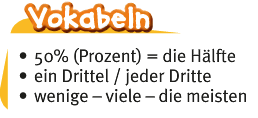 Vokabeln
• 50% (Prozent) = die Hälfte
• ein Drittel / jeder Dritte
• wenige – viele – die meisten